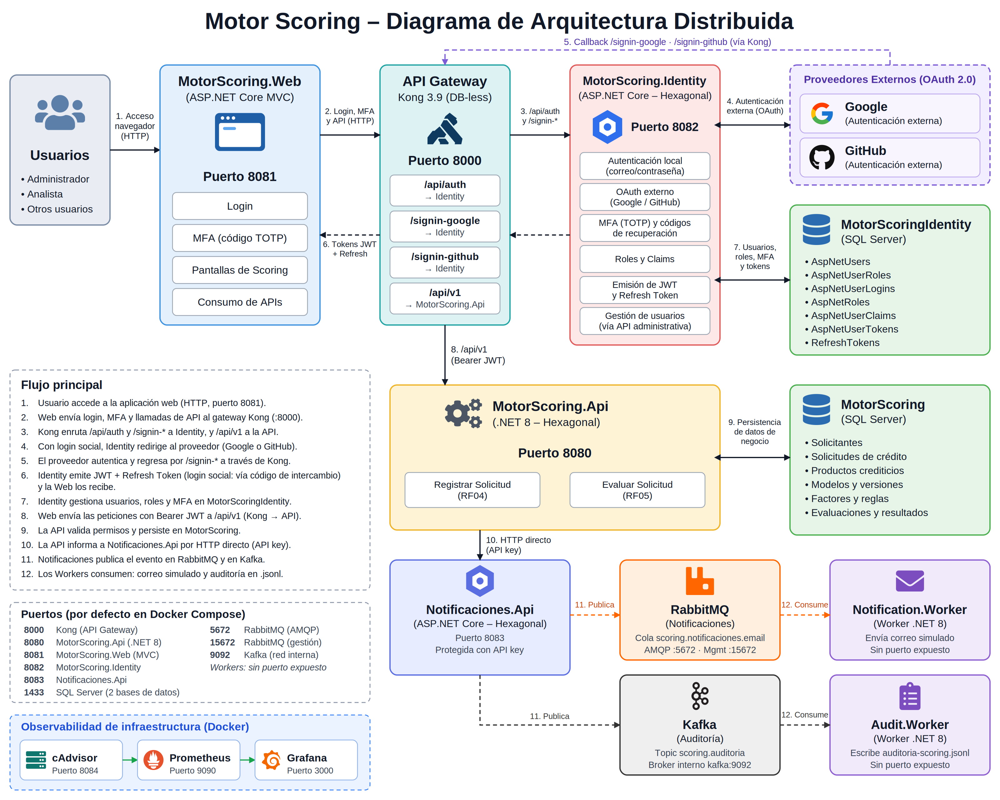 Motor Scoring – Diagrama de Arquitectura Distribuida
5. Callback /signin-google · /signin-github (vía Kong)
Usuarios
• Administrador
• Analista
• Otros usuarios
1. Acceso
navegador
(HTTP)
MotorScoring.Web
(ASP.NET Core MVC)
Puerto 8081
Login
MFA (código TOTP)
Pantallas de Scoring
Consumo de APIs
2. Login, MFA
y API (HTTP)
6. Tokens JWT
+ Refresh
API Gateway
Kong 3.9 (DB-less)
Puerto 8000
/api/auth
→ Identity
/signin-google
→ Identity
/signin-github
→ Identity
/api/v1
→ MotorScoring.Api
3. /api/auth
y /signin-*
MotorScoring.Identity
(ASP.NET Core – Hexagonal)
Puerto 8082
Autenticación local
(correo/contraseña)
OAuth externo
(Google / GitHub)
MFA (TOTP) y códigos
de recuperación
Roles y Claims
Emisión de JWT
y Refresh Token
Gestión de usuarios
(vía API administrativa)
4. Autenticación
externa (OAuth)
Proveedores Externos (OAuth 2.0)
Google
(Autenticación externa)
GitHub
(Autenticación externa)
7. Usuarios,
roles, MFA
y tokens
MotorScoringIdentity
(SQL Server)
• AspNetUsers
• AspNetUserRoles
• AspNetUserLogins
• AspNetRoles
• AspNetUserClaims
• AspNetUserTokens
• RefreshTokens
8. /api/v1
(Bearer JWT)
Flujo principal
1. Usuario accede a la aplicación web (HTTP, puerto 8081).
2. Web envía login, MFA y llamadas de API al gateway Kong (:8000).
3. Kong enruta /api/auth y /signin-* a Identity, y /api/v1 a la API.
4. Con login social, Identity redirige al proveedor (Google o GitHub).
5. El proveedor autentica y regresa por /signin-* a través de Kong.
6. Identity emite JWT + Refresh Token (login social: vía código de intercambio)
y la Web los recibe.
7. Identity gestiona usuarios, roles y MFA en MotorScoringIdentity.
8. Web envía las peticiones con Bearer JWT a /api/v1 (Kong → API).
9. La API valida permisos y persiste en MotorScoring.
10. La API informa a Notificaciones.Api por HTTP directo (API key).
11. Notificaciones publica el evento en RabbitMQ y en Kafka.
12. Los Workers consumen: correo simulado y auditoría en .jsonl.
MotorScoring.Api
(.NET 8 – Hexagonal)
Puerto 8080
Registrar Solicitud
(RF04)
Evaluar Solicitud
(RF05)
9. Persistencia
de datos de
negocio
MotorScoring
(SQL Server)
• Solicitantes
• Solicitudes de crédito
• Productos crediticios
• Modelos y versiones
• Factores y reglas
• Evaluaciones y resultados
10. HTTP directo
(API key)
Notificaciones.Api
(ASP.NET Core – Hexagonal)
Puerto 8083
Protegida con API key
11. Publica
RabbitMQ
(Notificaciones)
Cola scoring.notificaciones.email
AMQP :5672 · Mgmt :15672
12. Consume
Notification.Worker
(Worker .NET 8)
Envía correo simulado
Sin puerto expuesto
11. Publica
Kafka
(Auditoría)
Topic scoring.auditoria
Broker interno kafka:9092
12. Consume
Audit.Worker
(Worker .NET 8)
Escribe auditoria-scoring.jsonl
Sin puerto expuesto
Puertos (por defecto en Docker Compose)
8000 Kong (API Gateway)
8080 MotorScoring.Api (.NET 8)
8081 MotorScoring.Web (MVC)
8082 MotorScoring.Identity
8083 Notificaciones.Api
1433 SQL Server (2 bases de datos)
5672 RabbitMQ (AMQP)
15672 RabbitMQ (gestión)
9092 Kafka (red interna)
Workers: sin puerto expuesto
Observabilidad de infraestructura (Docker)
cAdvisor
Puerto 8084
Prometheus
Puerto 9090
Grafana
Puerto 3000